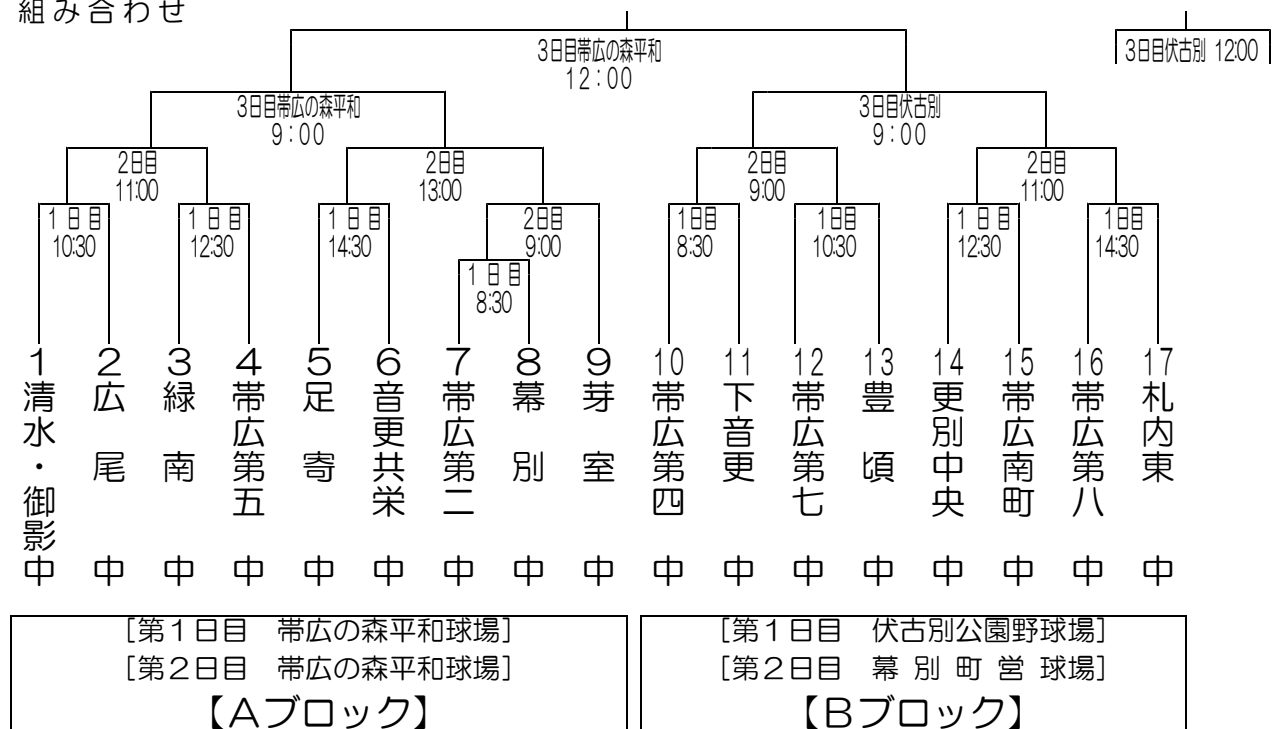 組み合わせ
3日目帯広の森平和
12:00
3日目伏古別 12:00
3日目帯広の森平和
9:00
3日目伏古別
9:00
2日目
11:00
2日目
13:00
2日目
9:00
2日目
11:00
1日目
10:30
1日目
12:30
1日目
14:30
2日目
9:00
1日目
8:30
1日目
10:30
1日目
12:30
1日目
14:30
1日目
8:30
1 清水・御影中
2 広尾中
3 緑南中
4 帯広第五中
5 足寄中
6 音更共栄中
7 帯広第二中
8 幕別中
9 芽室中
10 帯広第四中
11 下音更中
12 帯広第七中
13 豊頃中
14 更別中央中
15 帯広南町中
16 帯広第八中
17 札内東中
[第1日目 帯広の森平和球場]
[第2日目 帯広の森平和球場]
【Aブロック】
[第1日目 伏古別公園野球場]
[第2日目 幕別町営球場]
【Bブロック】